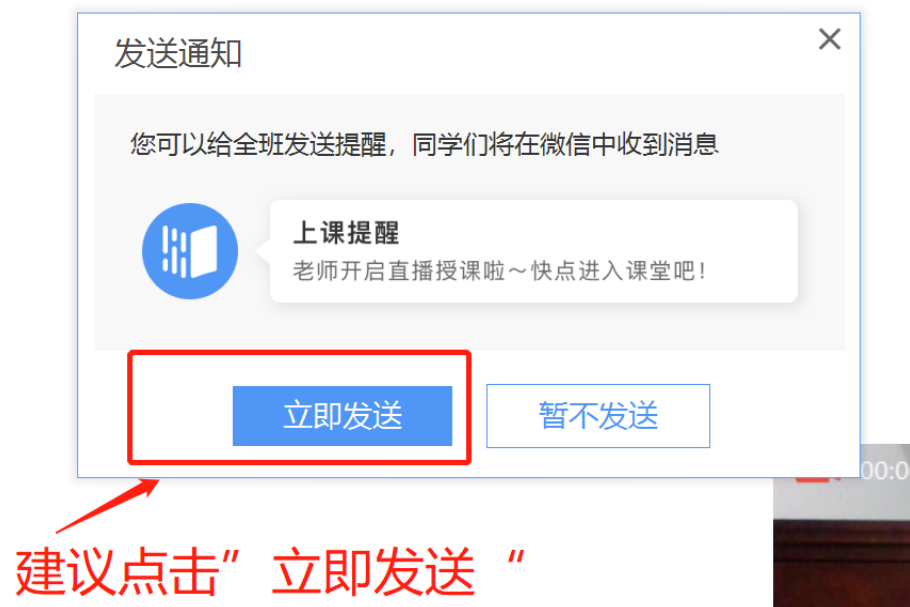 发送通知
您可以给全班发送提醒，同学们将在微信中收到消息
上课提醒
老师开启直播授课啦～快点进入课堂吧！
立即发送
暂不发送
00:0
建议点击”立即发送“